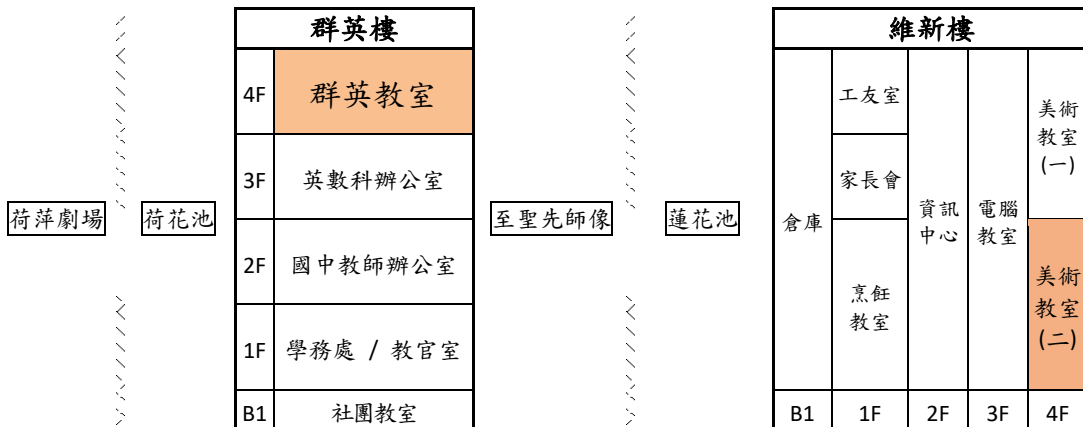 群英樓
4F 群英教室
3F 英數科辦公室
2F 國中教師辦公室
1F 學務處 / 教官室
B1 社團教室
荷萍劇場
荷花池
至聖先師像
蓮花池
維新樓
倉庫
工友室
家長會
烹飪
教室
資訊
中心
電腦
教室
美術
教室
(一)
美術
教室
(二)
B1 1F 2F 3F 4F